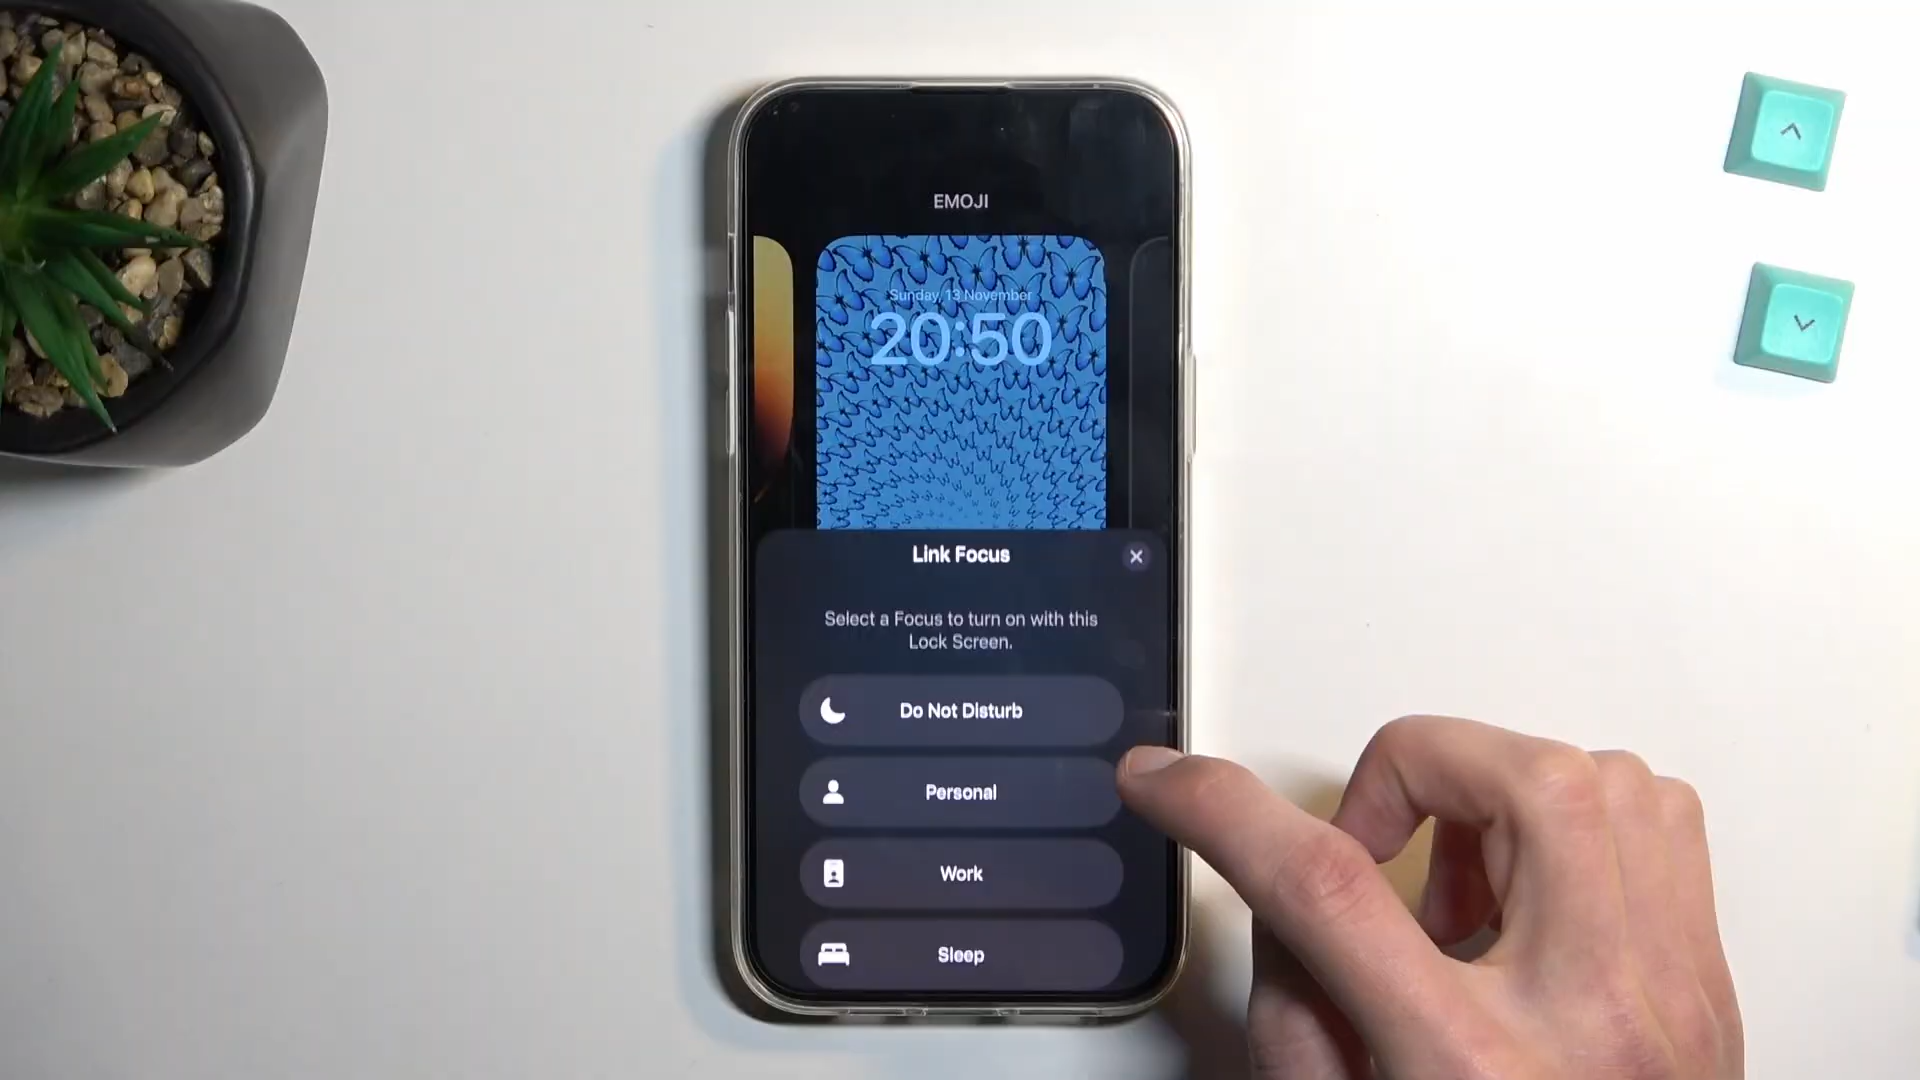 EMOJI
Sunday, 13 November
20:50
Link Focus
Select a Focus to turn on with this
Lock Screen.
Do Not Disturb
Personal
Work
Sleep